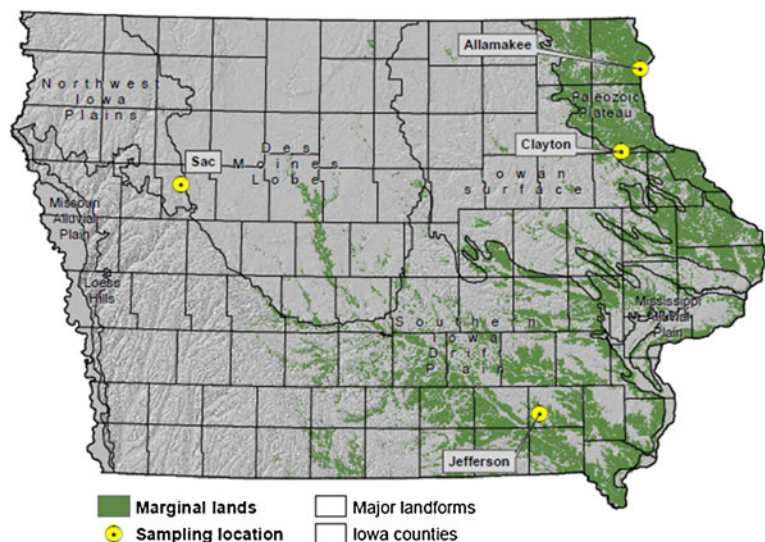 Allamakee
Northwest
Iowa
Plains
Paleozoic
Plateau
Clayton
Des
Moines
Lobe
Sac
Iowan
surface
Missouri
Alluvial
Plain
Loess
Hills
Mississippi
Alluvial
Plain
Southern
Iowa
Drift
Plain
Jefferson
Marginal lands
Major landforms
Sampling location
Iowa counties